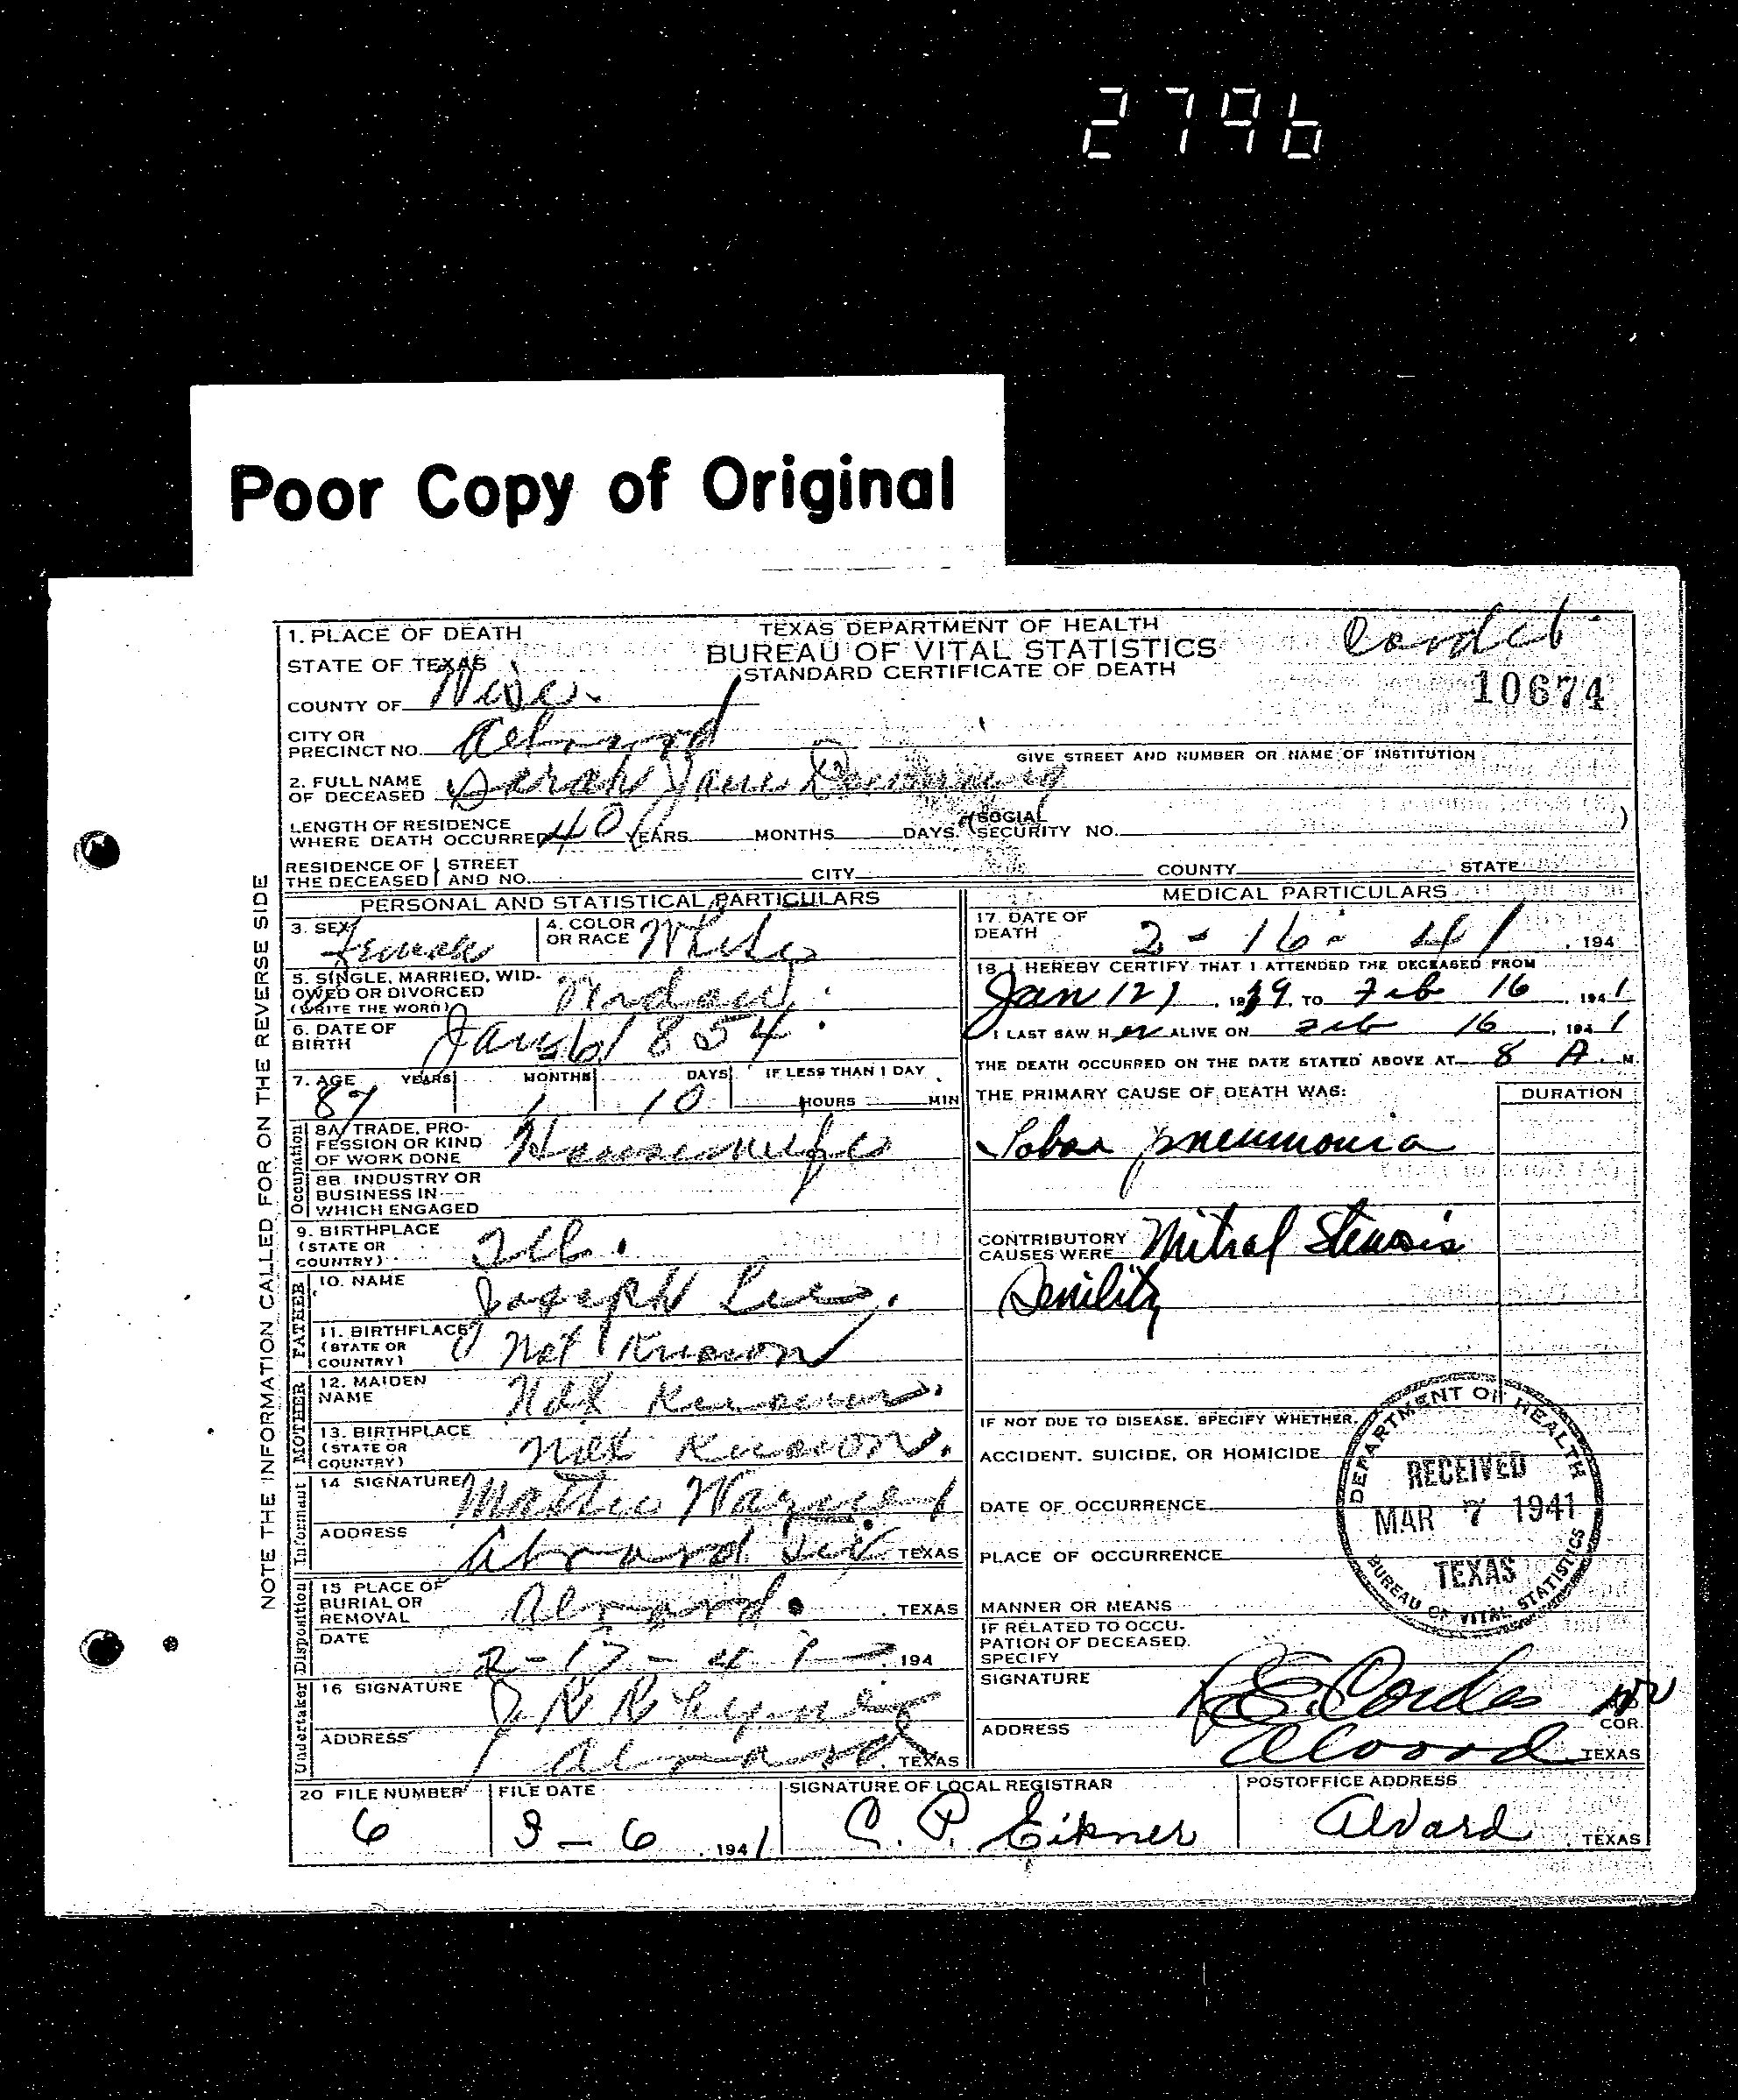 2796
Poor Copy of Original
1. PLACE OF DEATH
TEXAS DEPARTMENT OF HEALTH
STATE OF TEXAS
BUREAU OF VITAL STATISTICS
STANDARD CERTIFICATE OF DEATH
10674
COUNTY OF Wise
CITY OR PRECINCT NO. Alvord
GIVE STREET AND NUMBER OR NAME OF INSTITUTION
2. FULL NAME OF DECEASED Sarah Jane
LENGTH OF RESIDENCE WHERE DEATH OCCURRED 40 YEARS MONTHS DAYS. (SOCIAL SECURITY NO. )
RESIDENCE OF THE DECEASED STREET AND NO. CITY COUNTY STATE
NOTE THE INFORMATION CALLED FOR ON THE REVERSE SIDE
PERSONAL AND STATISTICAL PARTICULARS
3. SEX Female
4. COLOR OR RACE White
5. SINGLE, MARRIED, WIDOWED OR DIVORCED (WRITE THE WORD) Widow
6. DATE OF BIRTH Jan 6 1854
7. AGE YEARS MONTHS DAYS IF LESS THAN 1 DAY
87 1 10 HOURS MIN
Occupation
8A. TRADE, PROFESSION OR KIND OF WORK DONE Housewife
8B. INDUSTRY OR BUSINESS IN WHICH ENGAGED
9. BIRTHPLACE (STATE OR COUNTRY) Ill.
FATHER
10. NAME Joseph
11. BIRTHPLACE (STATE OR COUNTRY) Not Known
MOTHER
12. MAIDEN NAME Not Known
13. BIRTHPLACE (STATE OR COUNTRY) Not Known.
Informant
14 SIGNATURE Mattie
ADDRESS Alvord TEXAS
Disposition
15 PLACE OF BURIAL OR REMOVAL Alvord. TEXAS
DATE 2-17-41 194
Undertaker
16 SIGNATURE
ADDRESS Alvord TEXAS
MEDICAL PARTICULARS
17. DATE OF DEATH 2-16-41, 194
18. I HEREBY CERTIFY THAT I ATTENDED THE DECEASED FROM
Jan 12, 1939, TO Feb 16, 1941
I LAST SAW HER ALIVE ON Feb 16, 1941
THE DEATH OCCURRED ON THE DATE STATED ABOVE AT 8 A. M.
THE PRIMARY CAUSE OF DEATH WAS: DURATION
Lobar pneumonia
CONTRIBUTORY CAUSES WERE Mitral Stenosis
Senility
IF NOT DUE TO DISEASE, SPECIFY WHETHER,
ACCIDENT, SUICIDE, OR HOMICIDE
DATE OF OCCURRENCE
PLACE OF OCCURRENCE
MANNER OR MEANS
IF RELATED TO OCCUPATION OF DECEASED, SPECIFY
DEPARTMENT OF HEALTH
RECEIVED
MAR 7 1941
TEXAS
BUREAU OF VITAL STATISTICS
SIGNATURE
COR.
ADDRESS Alvord TEXAS
20 FILE NUMBER FILE DATE SIGNATURE OF LOCAL REGISTRAR POSTOFFICE ADDRESS
6 3-6, 1941 C. P. Eikner Alvord, TEXAS